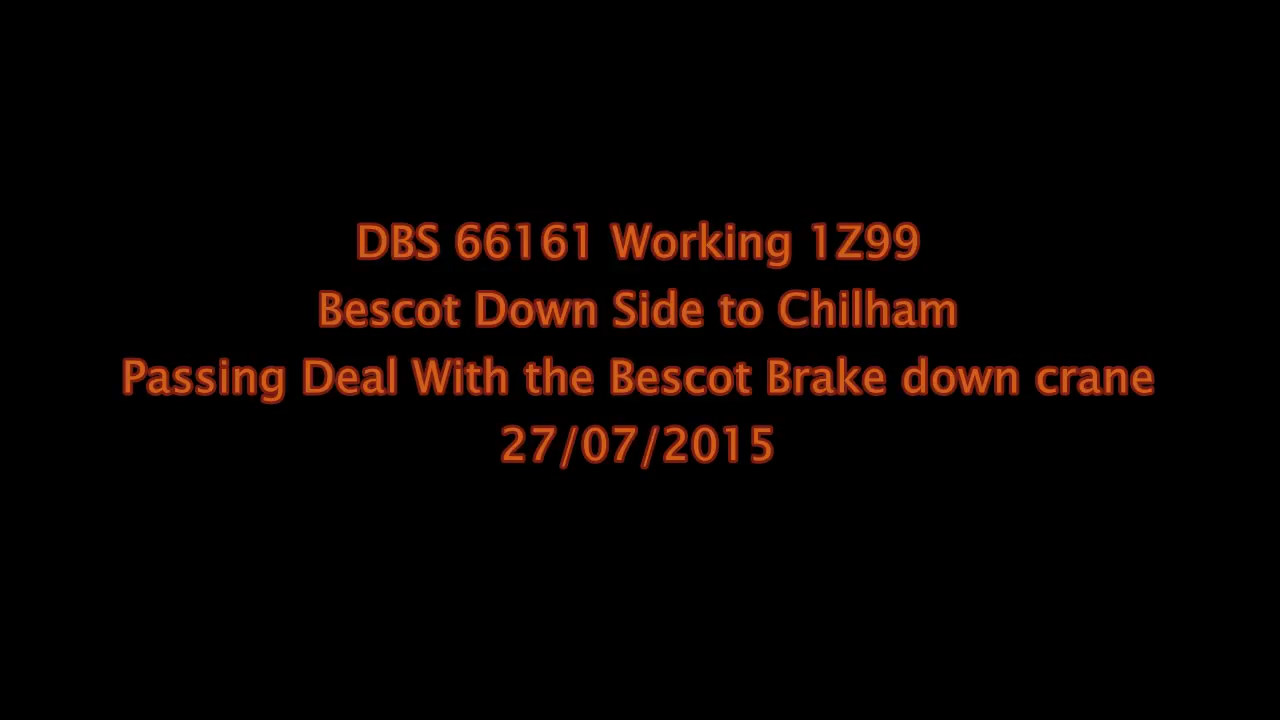 DBS 66161 Working 1Z99
Bescot Down Side to Chilham
Passing Deal With the Bescot Brake down crane
27/07/2015